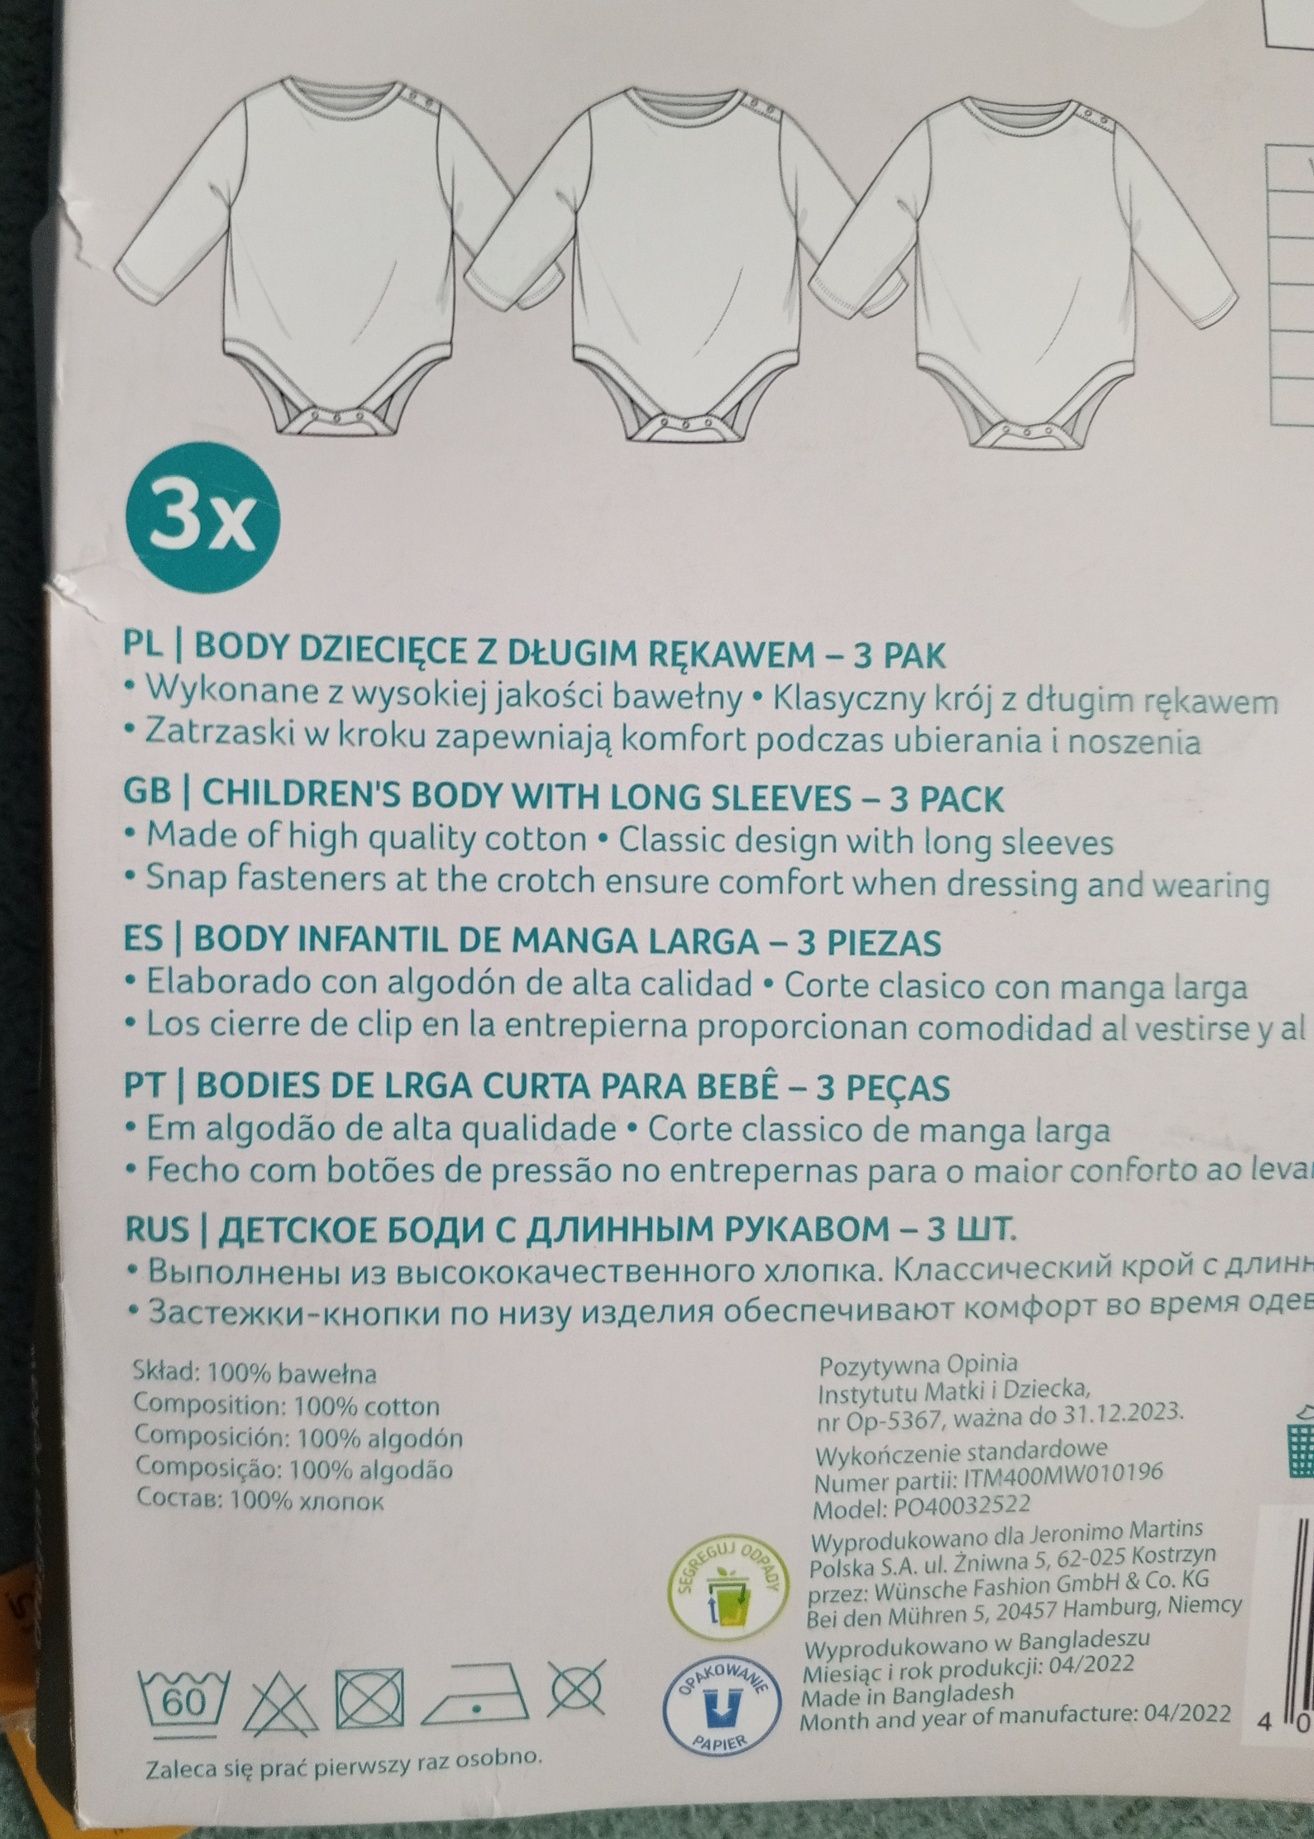 3x
PL | BODY DZIECIĘCE Z DŁUGIM RĘKAWEM – 3 PAK
• Wykonane z wysokiej jakości bawełny • Klasyczny krój z długim rękawem
• Zatrzaski w kroku zapewniają komfort podczas ubierania i noszenia
GB | CHILDREN'S BODY WITH LONG SLEEVES – 3 PACK
• Made of high quality cotton • Classic design with long sleeves
• Snap fasteners at the crotch ensure comfort when dressing and wearing
ES | BODY INFANTIL DE MANGA LARGA – 3 PIEZAS
• Elaborado con algodón de alta calidad • Corte clasico con manga larga
• Los cierre de clip en la entrepierna proporcionan comodidad al vestirse y al
PT | BODIES DE LRGA CURTA PARA BEBÊ – 3 PEÇAS
• Em algodão de alta qualidade • Corte classico de manga larga
• Fecho com botões de pressão no entrepernas para o maior conforto ao
RUS | ДЕТСКОЕ БОДИ С ДЛИННЫМ РУКАВОМ – 3 ШТ.
• Выполнены из высококачественного хлопка. Классический крой с
• Застежки-кнопки по низу изделия обеспечивают комфорт во время
Skład: 100% bawełna
Composition: 100% cotton
Composición: 100% algodón
Composição: 100% algodão
Состав: 100% хлопок
Pozytywna Opinia
Instytutu Matki i Dziecka,
nr Op-5367, ważna do 31.12.2023.
Wykończenie standardowe
Numer partii: ITM400MW010196
Model: PO40032522
Wyprodukowano dla Jeronimo Martins
Polska S.A. ul. Żniwna 5, 62-025 Kostrzyn
przez: Wünsche Fashion GmbH & Co. KG
Bei den Mühren 5, 20457 Hamburg, Niemcy
Wyprodukowano w Bangladeszu
Miesiąc i rok produkcji: 04/2022
Made in Bangladesh
Month and year of manufacture: 04/2022
SEGREGUJ ODPADY
OPAKOWANIE
PAPIER
60
Zaleca się prać pierwszy raz osobno.
4 0